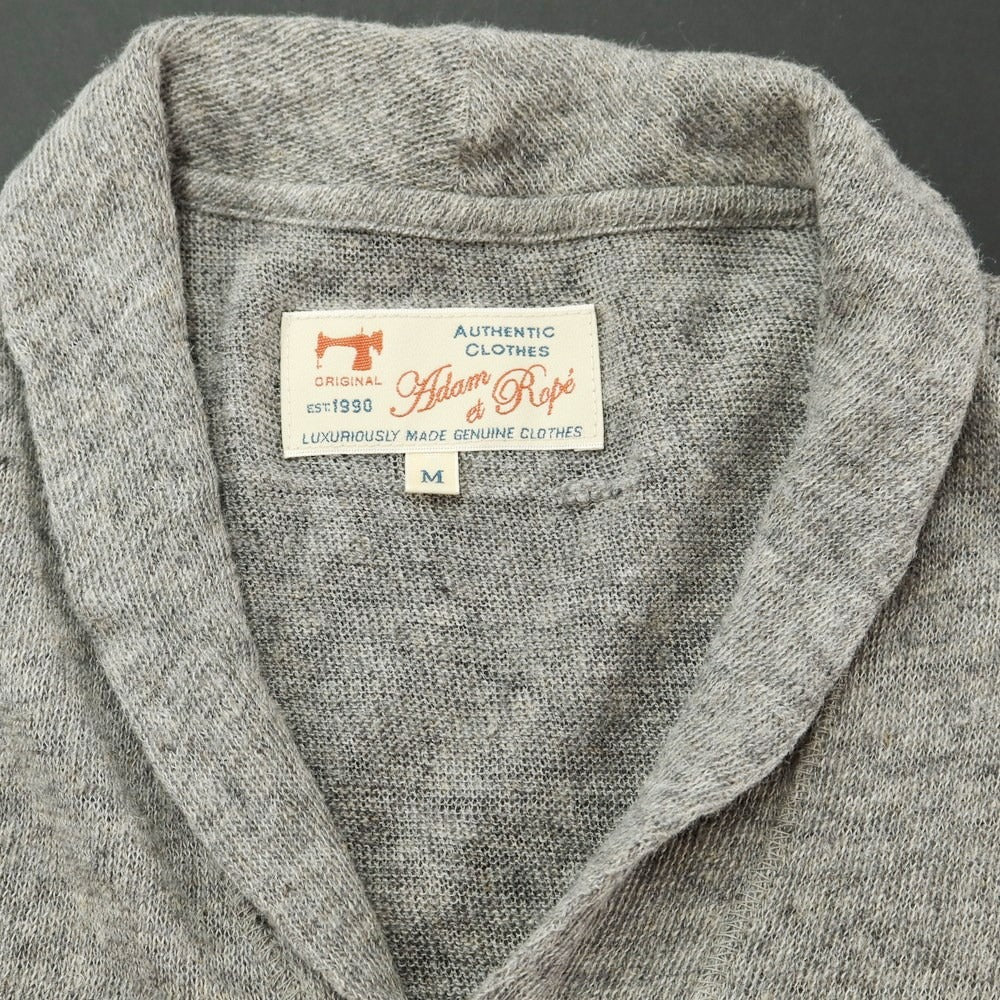 AUTHENTIC
CLOTHES
ORIGINAL
EST:1990
Adam
et Ropé
LUXURIOUSLY MADE GENUINE CLOTHES
M